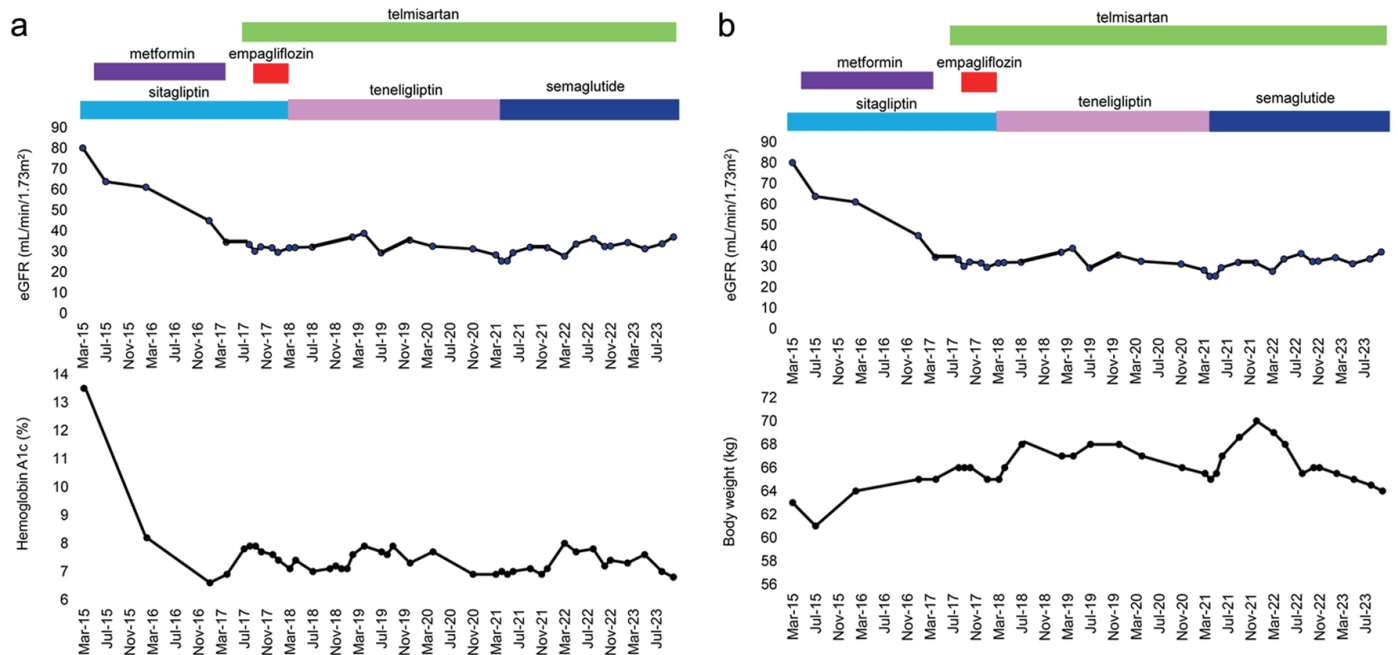 a
telmisartan
metformin
empagliflozin
sitagliptin
teneligliptin
semaglutide
eGFR (mL/min/1.73m²)
90
80
70
60
50
40
30
20
10
0
Mar-15
Jul-15
Nov-15
Mar-16
Jul-16
Nov-16
Mar-17
Jul-17
Nov-17
Mar-18
Jul-18
Nov-18
Mar-19
Jul-19
Nov-19
Mar-20
Jul-20
Nov-20
Mar-21
Jul-21
Nov-21
Mar-22
Jul-22
Nov-22
Mar-23
Jul-23
Hemoglobin A1c (%)
14
13
12
11
10
9
8
7
6
Mar-15
Jul-15
Nov-15
Mar-16
Jul-16
Nov-16
Mar-17
Jul-17
Nov-17
Mar-18
Jul-18
Nov-18
Mar-19
Jul-19
Nov-19
Mar-20
Jul-20
Nov-20
Mar-21
Jul-21
Nov-21
Mar-22
Jul-22
Nov-22
Mar-23
Jul-23
b
telmisartan
metformin
empagliflozin
sitagliptin
teneligliptin
semaglutide
eGFR (mL/min/1.73m²)
90
80
70
60
50
40
30
20
10
0
Mar-15
Jul-15
Nov-15
Mar-16
Jul-16
Nov-16
Mar-17
Jul-17
Nov-17
Mar-18
Jul-18
Nov-18
Mar-19
Jul-19
Nov-19
Mar-20
Jul-20
Nov-20
Mar-21
Jul-21
Nov-21
Mar-22
Jul-22
Nov-22
Mar-23
Jul-23
Body weight (kg)
72
70
68
66
64
62
60
58
56
Mar-15
Jul-15
Nov-15
Mar-16
Jul-16
Nov-16
Mar-17
Jul-17
Nov-17
Mar-18
Jul-18
Nov-18
Mar-19
Jul-19
Nov-19
Mar-20
Jul-20
Nov-20
Mar-21
Jul-21
Nov-21
Mar-22
Jul-22
Nov-22
Mar-23
Jul-23